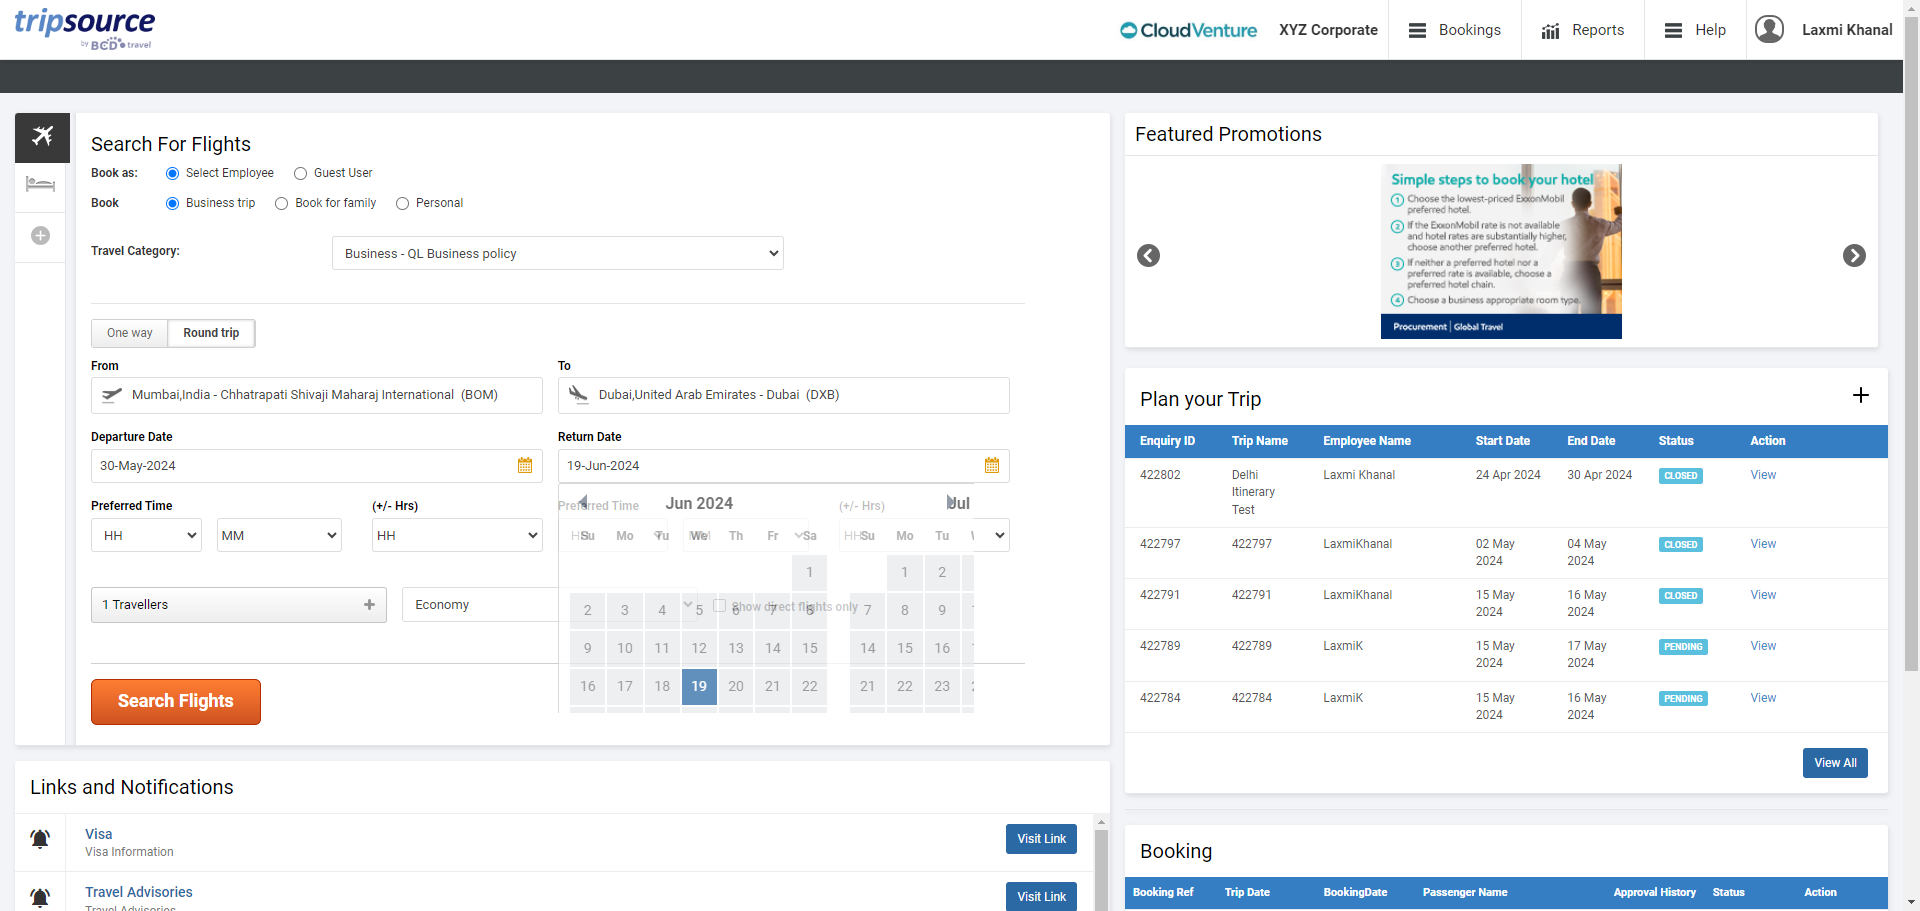 tripsource
by BCD travel
CloudVenture
XYZ Corporate
Bookings
Reports
Help
Laxmi Khanal
Search For Flights
Book as:
Select Employee
Guest User
Book
Business trip
Book for family
Personal
Travel Category:
Business - QL Business policy
One way
Round trip
From
To
Mumbai,India - Chhatrapati Shivaji Maharaj International (BOM)
Dubai,United Arab Emirates - Dubai (DXB)
Departure Date
Return Date
30-May-2024
19-Jun-2024
Preferred Time
(+/- Hrs)
HH
MM
HH
Preferred Time
(+/- Hrs)
Jun 2024
Jul
Su Mo Tu We Th Fr Sa
Su Mo Tu
1
1 2
2 3 4 5 6 7 8
7 8 9
9 10 11 12 13 14 15
14 15 16
16 17 18 19 20 21 22
21 22 23
1 Travellers
Economy
Show direct flights only
Search Flights
Links and Notifications
Visa
Visa Information
Visit Link
Travel Advisories
Travel Advisories
Visit Link
Featured Promotions
Simple steps to book your hotel
1 Choose the lowest-priced ExxonMobil
preferred hotel.
2 If the ExxonMobil rate is not available
and hotel rates are substantially higher,
choose another preferred hotel.
3 If neither a preferred hotel nor a
preferred rate is available, choose a
preferred hotel chain.
4 Choose a business appropriate room type.
Procurement | Global Travel
Plan your Trip
Enquiry ID Trip Name Employee Name Start Date End Date Status Action
422802 Delhi Itinerary Test Laxmi Khanal 24 Apr 2024 30 Apr 2024 CLOSED View
422797 422797 LaxmiKhanal 02 May 2024 04 May 2024 CLOSED View
422791 422791 LaxmiKhanal 15 May 2024 16 May 2024 CLOSED View
422789 422789 LaxmiK 15 May 2024 17 May 2024 PENDING View
422784 422784 LaxmiK 15 May 2024 16 May 2024 PENDING View
View All
Booking
Booking Ref Trip Date BookingDate Passenger Name Approval History Status Action